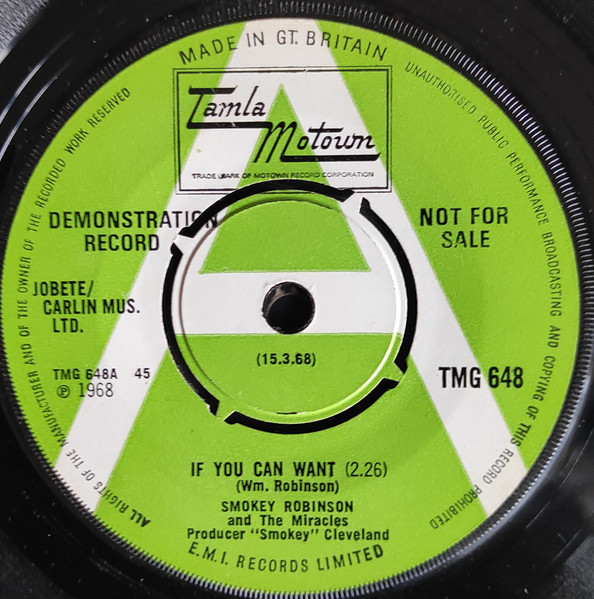 MADE IN GT. BRITAIN
Tamla
Motown
TRADE MARK OF MOTOWN RECORD CORPORATION
DEMONSTRATION
RECORD
NOT FOR
SALE
JOBETE/
CARLIN MUS.
LTD.
TMG 648A 45
℗ 1968
(15.3.68)
TMG 648
IF YOU CAN WANT (2.26)
(Wm. Robinson)
SMOKEY ROBINSON
and The Miracles
Producer "Smokey" Cleveland
E.M.I. RECORDS LIMITED
ALL RIGHTS OF THE MANUFACTURER AND OF THE OWNER OF THE RECORDED WORK RESERVED
UNAUTHORISED PUBLIC PERFORMANCE BROADCASTING AND COPYING OF THIS RECORD PROHIBITED
A